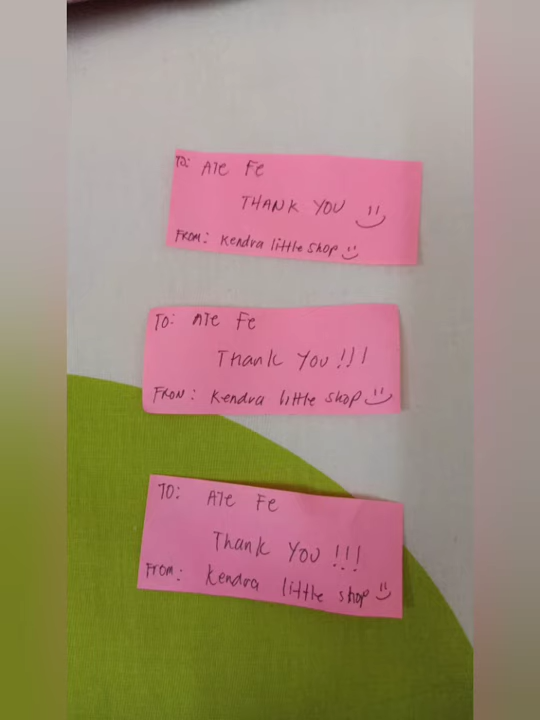 TO: ATE FE
THANK YOU
FROM: Kendra little shop
TO: ATE Fe
Thank You!!!
FROM: Kendra little shop
TO: ATE Fe
Thank You!!!
From: Kendra little shop